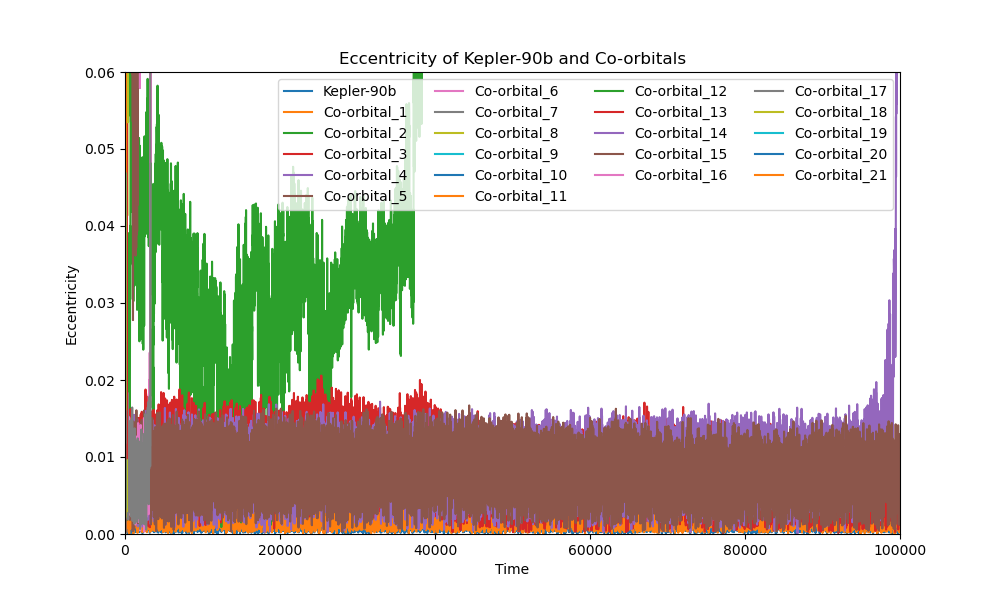 Eccentricity of Kepler-90b and Co-orbitals
Eccentricity
0.06
0.05
0.04
0.03
0.02
0.01
0.00
Kepler-90b
Co-orbital_1
Co-orbital_2
Co-orbital_3
Co-orbital_4
Co-orbital_5
Co-orbital_6
Co-orbital_7
Co-orbital_8
Co-orbital_9
Co-orbital_10
Co-orbital_11
Co-orbital_12
Co-orbital_13
Co-orbital_14
Co-orbital_15
Co-orbital_16
Co-orbital_17
Co-orbital_18
Co-orbital_19
Co-orbital_20
Co-orbital_21
0
20000
40000
60000
80000
100000
Time